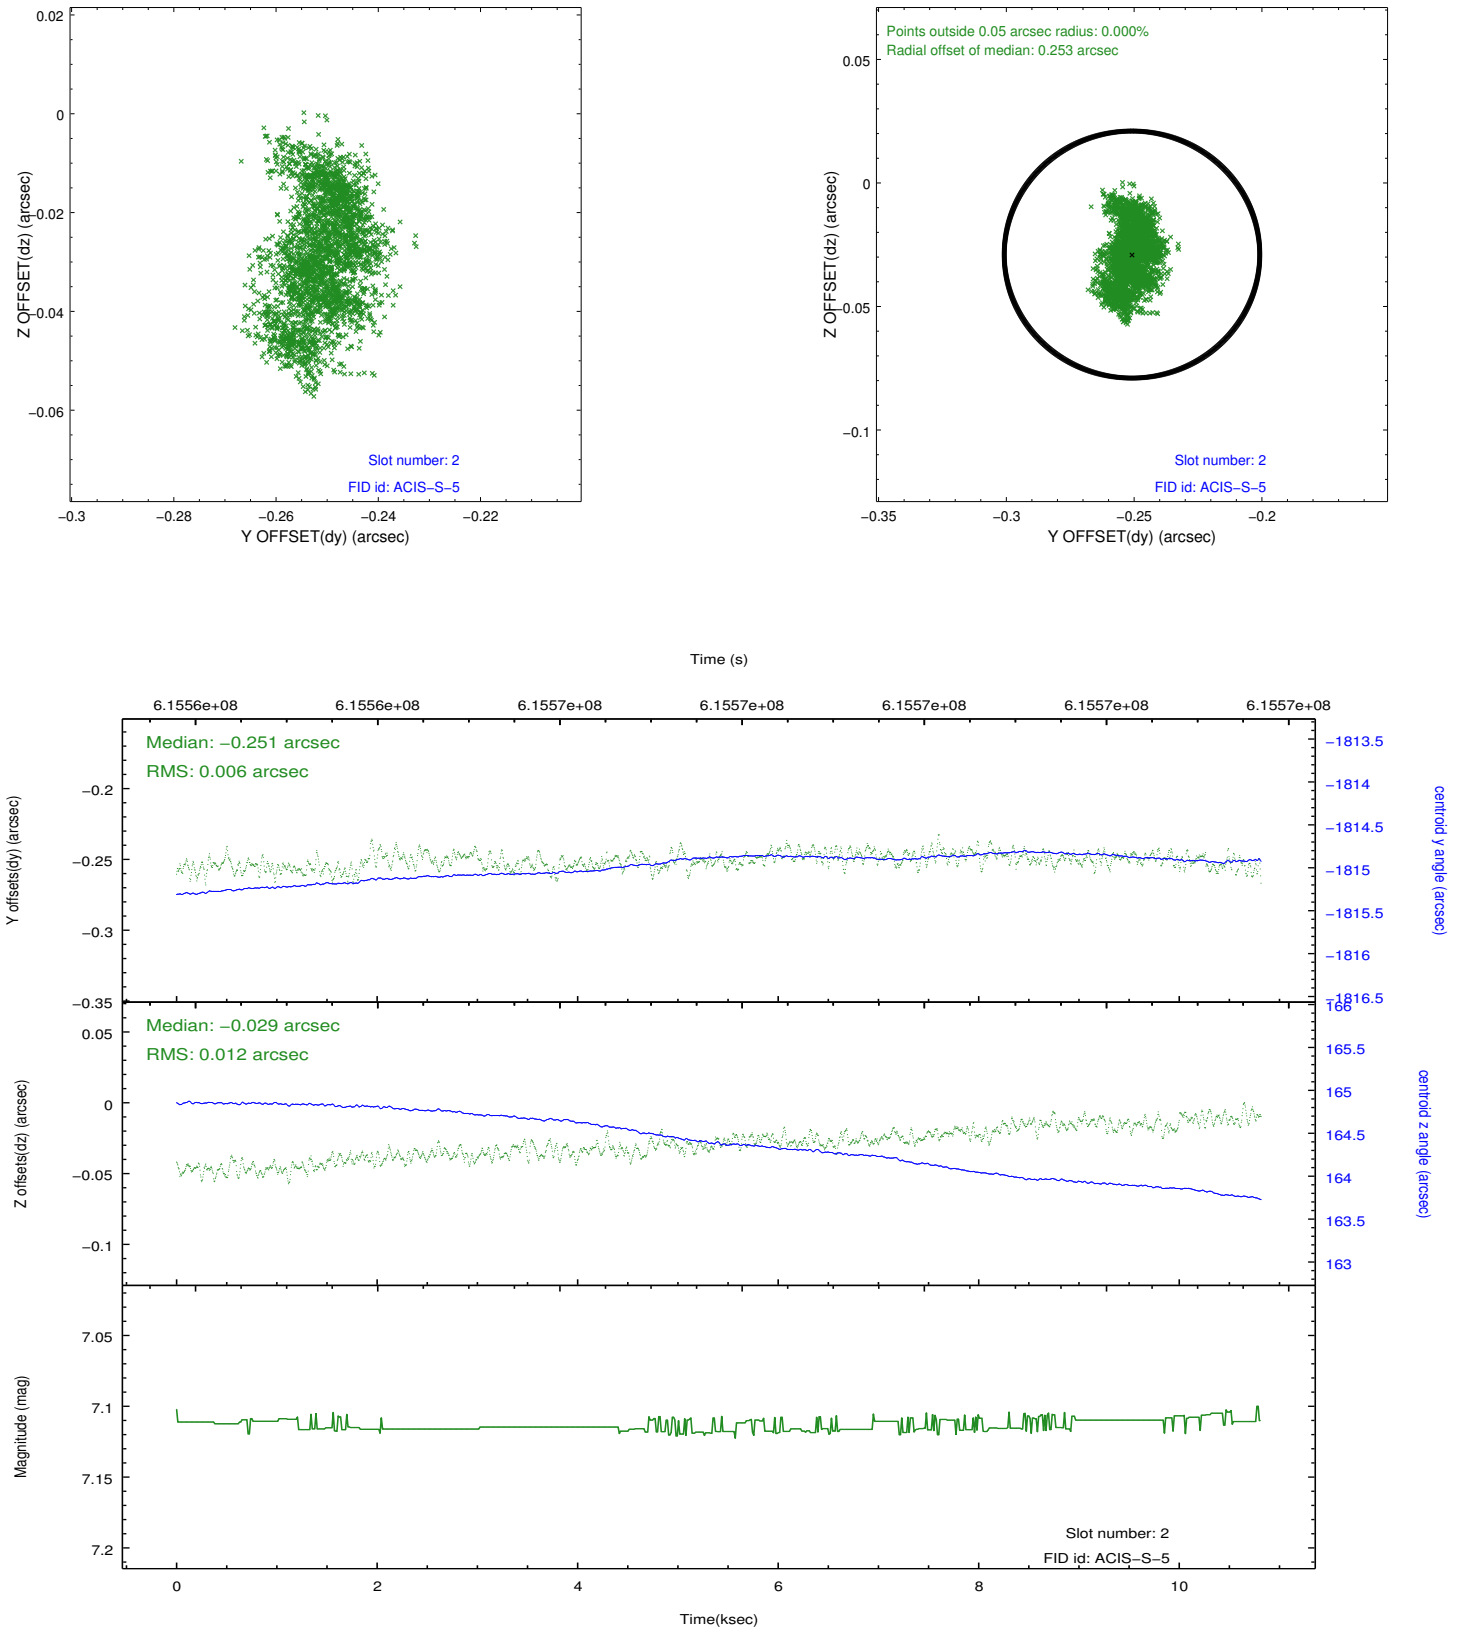 0.02
0
−0.02
−0.04
−0.06
Z OFFSET(dz) (arcsec)
Slot number: 2
FID id: ACIS−S−5
−0.3
−0.28
−0.26
−0.24
−0.22
Y OFFSET(dy) (arcsec)
Points outside 0.05 arcsec radius: 0.000%
Radial offset of median: 0.253 arcsec
0.05
0
−0.05
−0.1
Z OFFSET(dz) (arcsec)
Slot number: 2
FID id: ACIS−S−5
−0.35
−0.3
−0.25
−0.2
Y OFFSET(dy) (arcsec)
Time (s)
6.1556e+08
6.1556e+08
6.1557e+08
6.1557e+08
6.1557e+08
6.1557e+08
6.1557e+08
Median: −0.251 arcsec
RMS: 0.006 arcsec
−0.2
−0.25
−0.3
−0.35
Y offsets(dy) (arcsec)
−1813.5
−1814
−1814.5
−1815
−1815.5
−1816
−1816.5
centroid y angle (arcsec)
Median: −0.029 arcsec
RMS: 0.012 arcsec
0.05
0
−0.05
−0.1
Z offsets(dz) (arcsec)
166
165.5
165
164.5
164
163.5
163
centroid z angle (arcsec)
7.05
7.1
7.15
7.2
Magnitude (mag)
Slot number: 2
FID id: ACIS−S−5
0
2
4
6
8
10
Time(ksec)